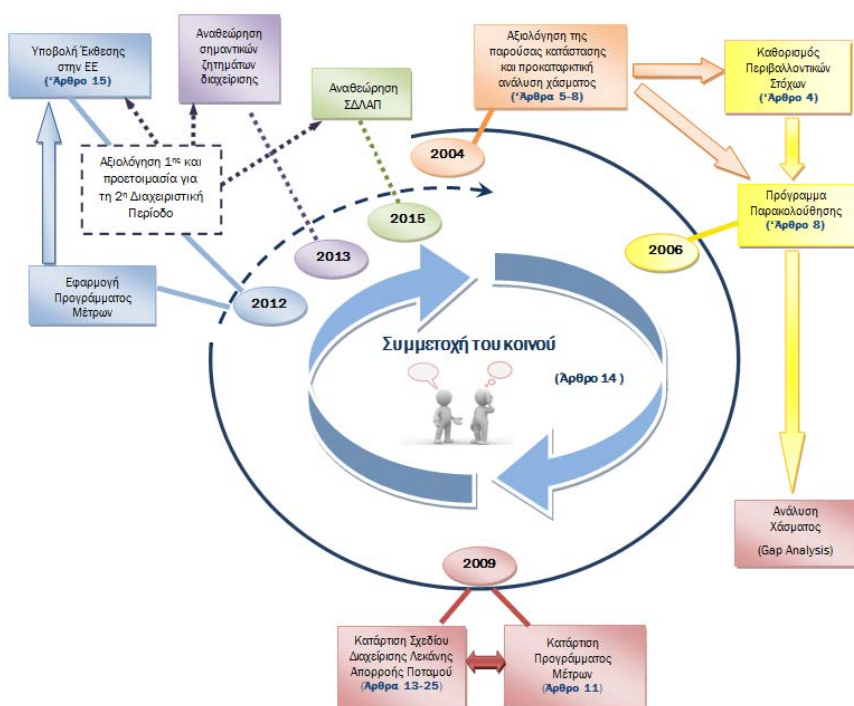 Υποβολή Έκθεσης
στην ΕΕ
(‘Άρθρο 15)
Αναθεώρηση
σημαντικών
ζητημάτων
διαχείρισης
Αναθεώρηση
ΣΔΛΑΠ
Αξιολόγηση της
παρούσας κατάστασης
και προκαταρκτική
ανάλυση χάσματος
(‘Άρθρα 5-8)
Καθορισμός
Περιβαλλοντικών
Στόχων
(‘Άρθρο 4)
Αξιολόγηση 1ης και
προετοιμασία για
τη 2η Διαχειριστική
Περίοδο
2004
2015
2013
2012
2006
Πρόγραμμα
Παρακολούθησης
(‘Άρθρο 8)
Εφαρμογή
Προγράμματος
Μέτρων
Συμμετοχή του κοινού
(Άρθρο 14 )
Ανάλυση
Χάσματος
(Gap Analysis)
2009
Κατάρτιση Σχεδίου
Διαχείρισης Λεκάνης
Απορροής Ποταμού
(Άρθρα 13-25)
Κατάρτιση
Προγράμματος
Μέτρων
(Άρθρο 11)